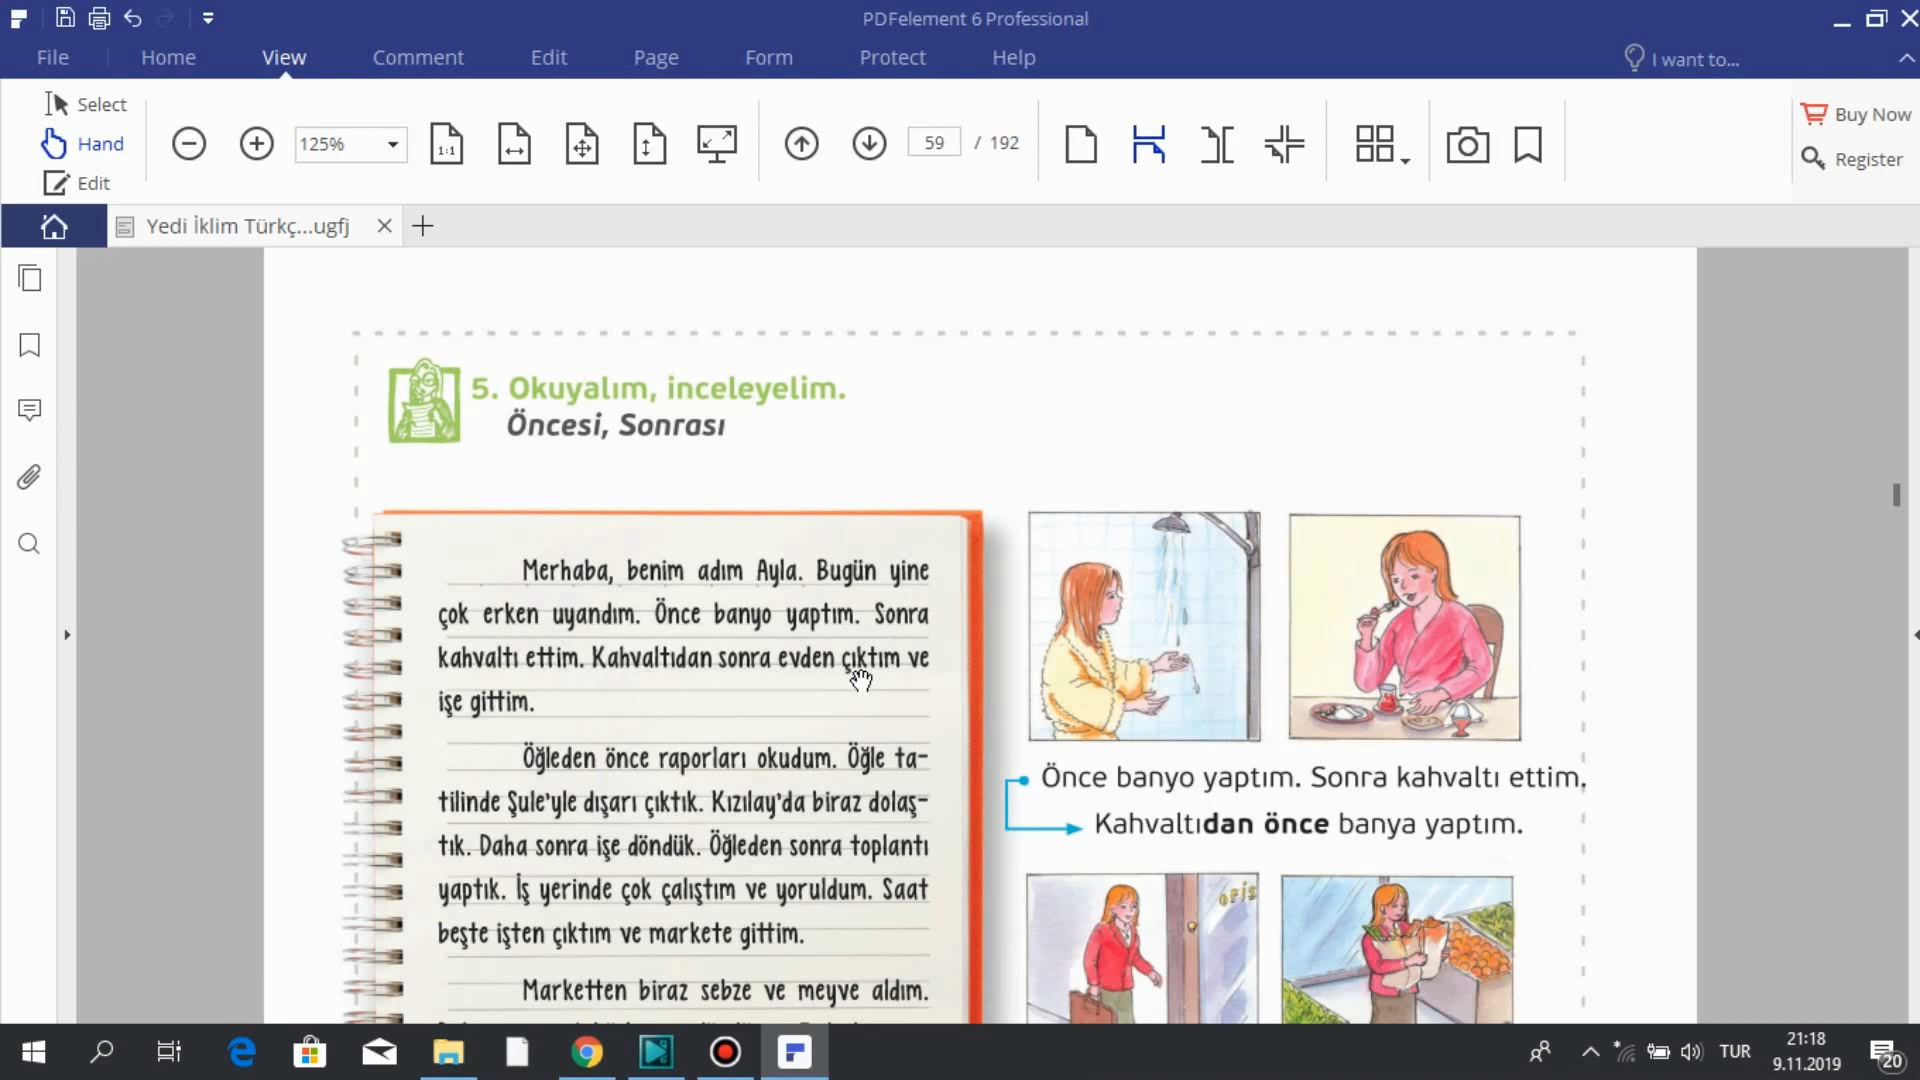 PDFelement 6 Professional
File
Home
View
Comment
Edit
Page
Form
Protect
Help
I want to...
Select
Hand
Edit
125%
1:1
59 / 192
Buy Now
Register
Yedi İklim Türkç...ugfj
5. Okuyalım, inceleyelim.
Öncesi, Sonrası
Merhaba, benim adım Ayla. Bugün yine
çok erken uyandım. Önce banyo yaptım. Sonra
kahvaltı ettim. Kahvaltıdan sonra evden çıktım ve
işe gittim.
Öğleden önce raporları okudum. Öğle ta-
tilinde Şule'yle dışarı çıktık. Kızılay'da biraz dolaş-
tık. Daha sonra işe döndük. Öğleden sonra toplantı
yaptık. İş yerinde çok çalıştım ve yoruldum. Saat
beşte işten çıktım ve markete gittim.
Marketten biraz sebze ve meyve aldım.
Önce banyo yaptım. Sonra kahvaltı ettim.
Kahvaltıdan önce banya yaptım.
TUR
21:18
9.11.2019
20